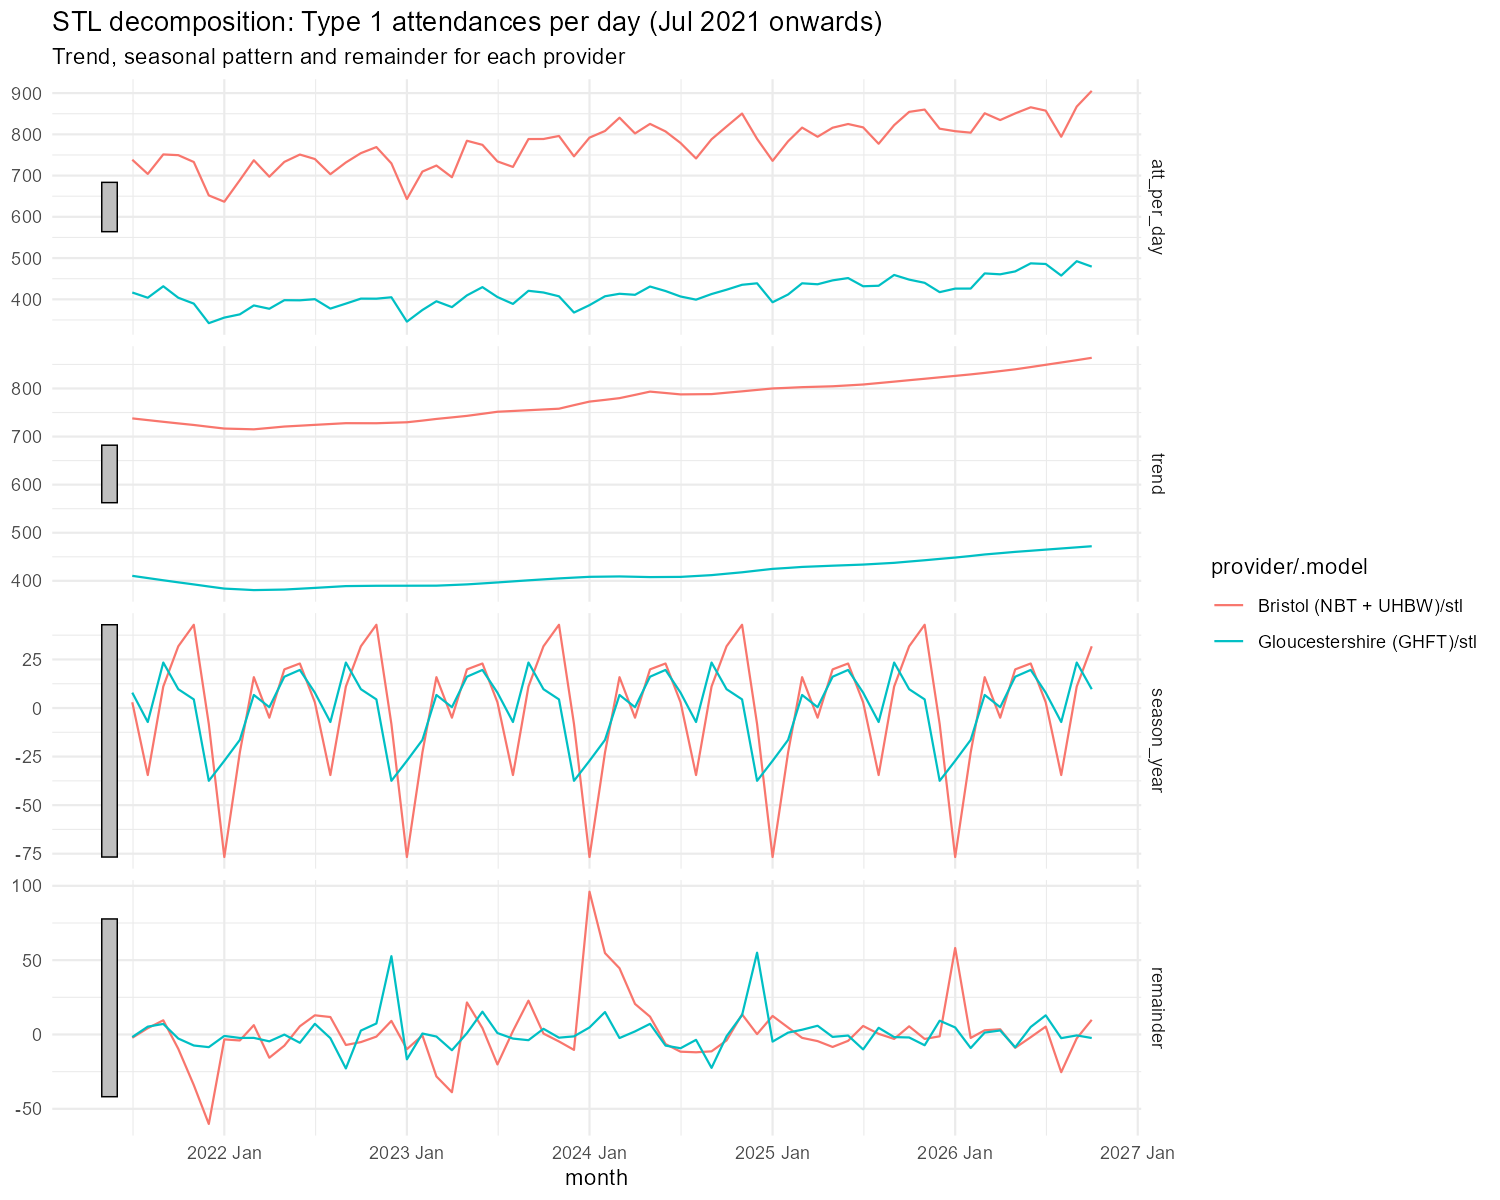 STL decomposition: Type 1 attendances per day (Jul 2021 onwards)
Trend, seasonal pattern and remainder for each provider
900
800
700
600
500
400
att_per_day
800
700
600
500
400
trend
25
0
-25
-50
-75
season_year
100
50
0
-50
remainder
2022 Jan
2023 Jan
2024 Jan
2025 Jan
2026 Jan
2027 Jan
month
provider/.model
Bristol (NBT + UHBW)/stl
Gloucestershire (GHFT)/stl